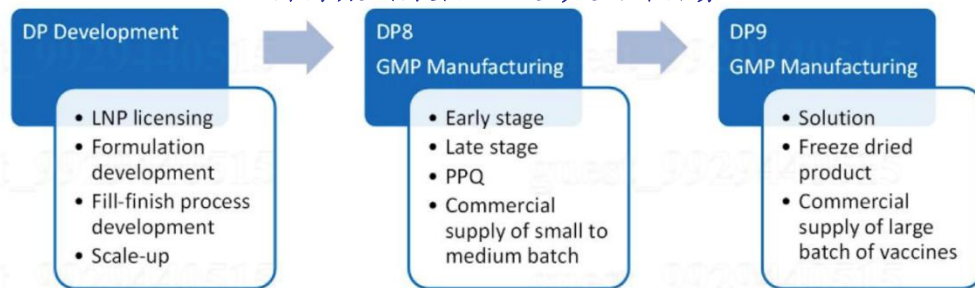 DP Development
• LNP licensing
• Formulation
development
• Fill-finish process
development
• Scale-up
DP8
GMP Manufacturing
• Early stage
• Late stage
• PPQ
• Commercial
supply of small to
medium batch
DP9
GMP Manufacturing
• Solution
• Freeze dried
product
• Commercial
supply of large
batch of vaccines